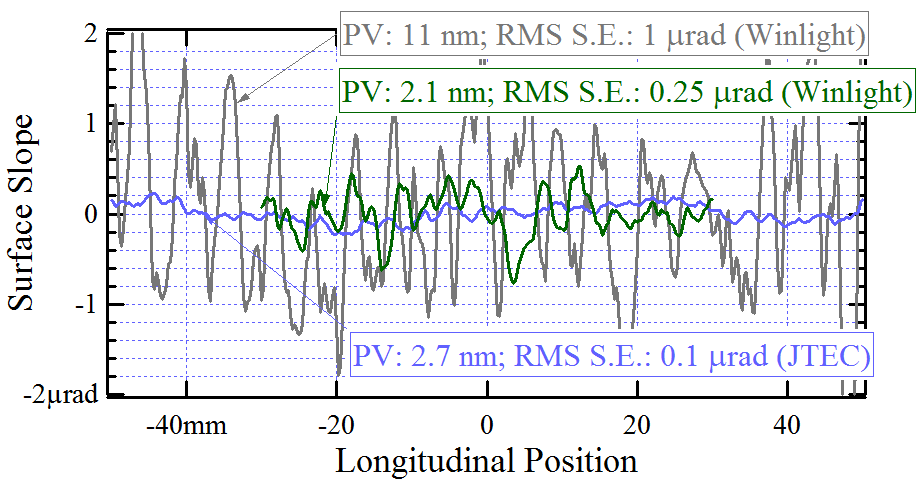 PV: 11 nm; RMS S.E.: 1 μrad (Winlight)
PV: 2.1 nm; RMS S.E.: 0.25 μrad (Winlight)
PV: 2.7 nm; RMS S.E.: 0.1 μrad (JTEC)
Surface Slope
2
1
0
-1
-2μrad
-40mm -20 0 20 40
Longitudinal Position